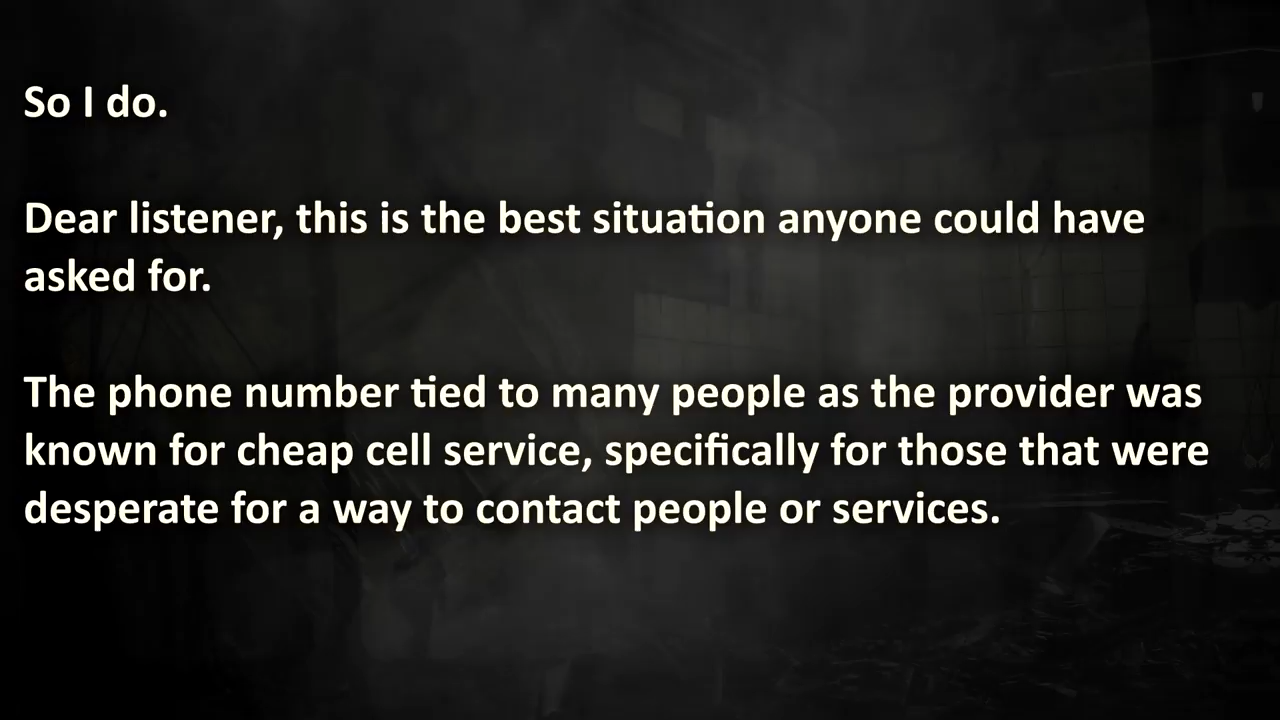 So I do.
Dear listener, this is the best situation anyone could have
asked for.
The phone number tied to many people as the provider was
known for cheap cell service, specifically for those that were
desperate for a way to contact people or services.